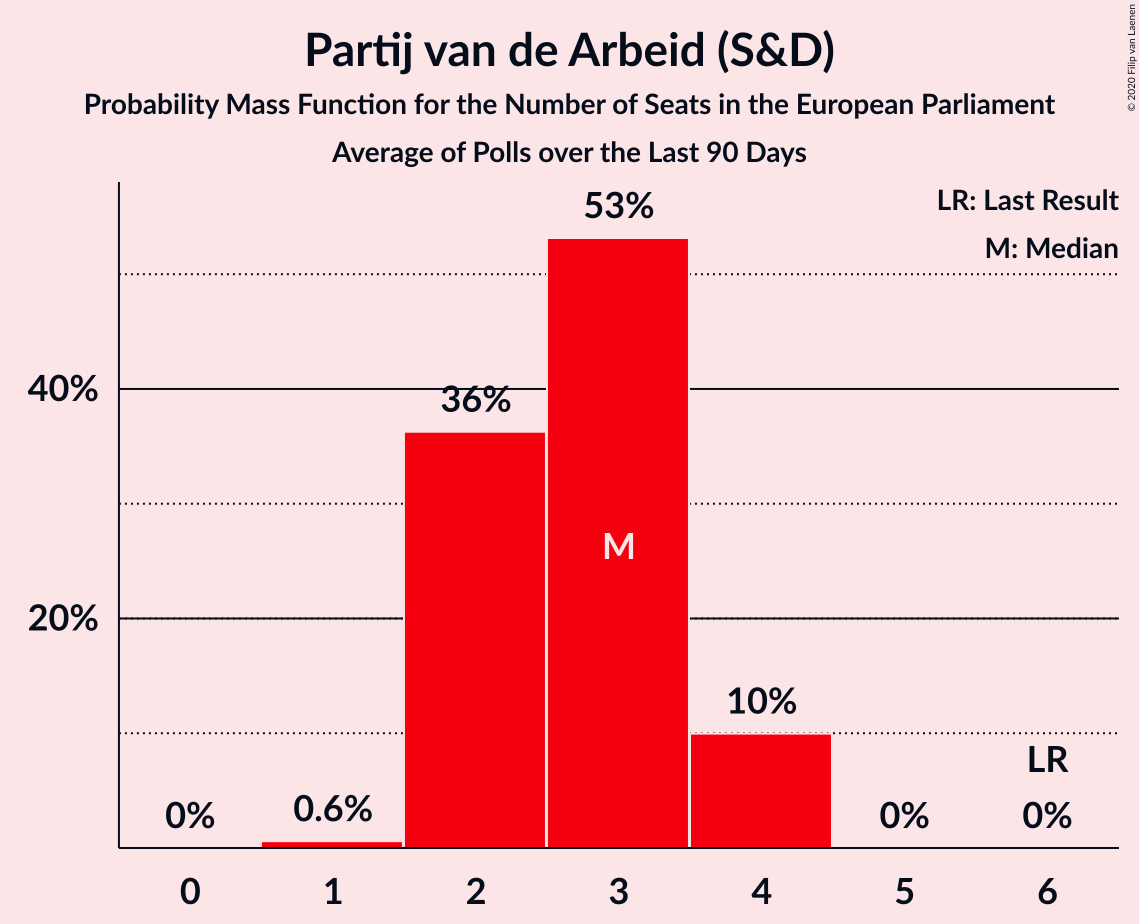 Partij van de Arbeid (S&D)
Probability Mass Function for the Number of Seats in the European Parliament
Average of Polls over the Last 90 Days
© 2020 Filip van Laenen
LR: Last Result
M: Median
53%
40%
36%
M
20%
10%
LR
0%
0.6%
0%
0%
0
1
2
3
4
5
6